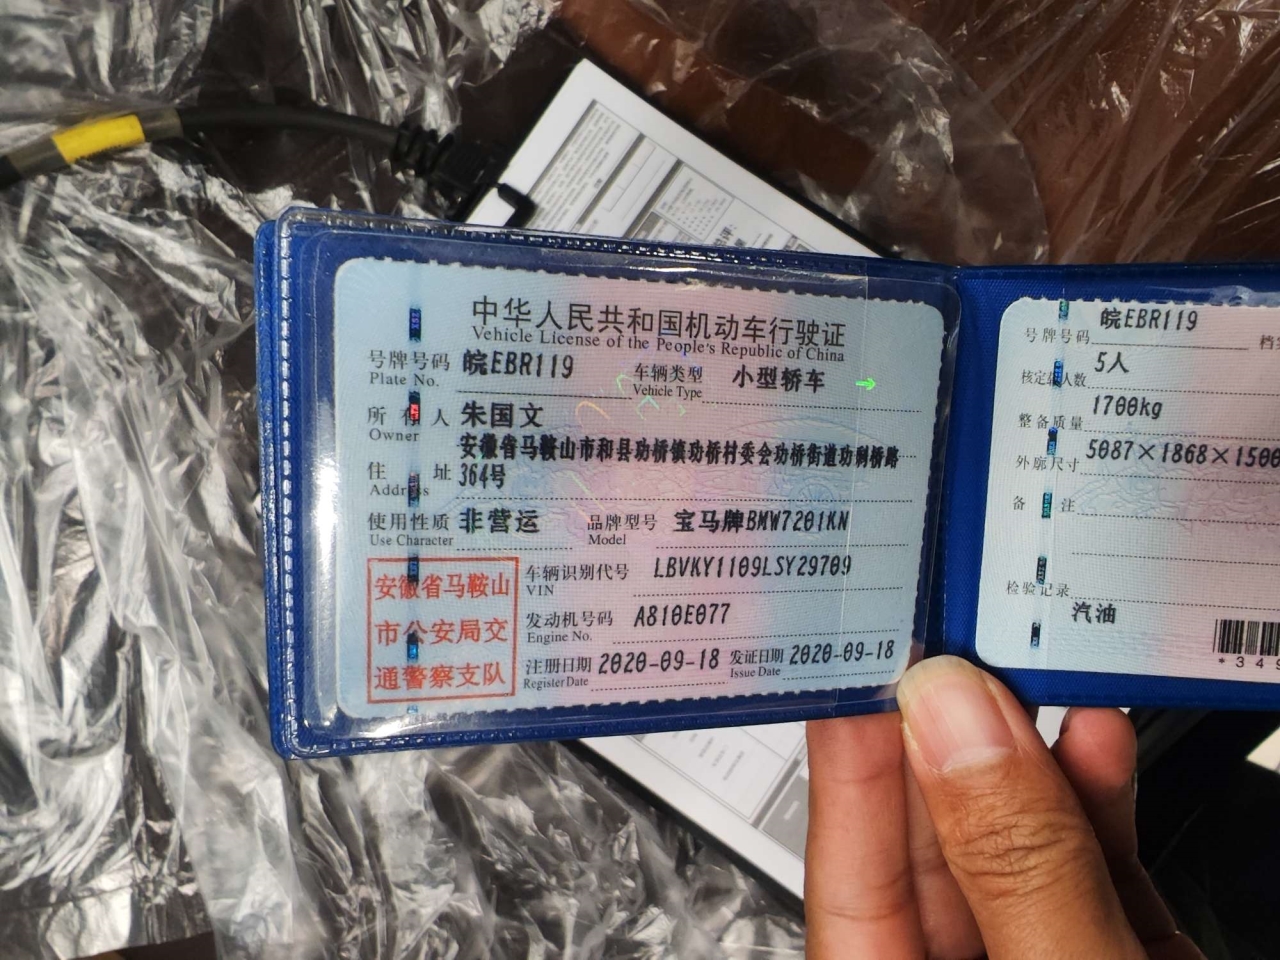 中华人民共和国机动车行驶证
Vehicle License of the People's Republic of China
号牌号码 皖EBR119 车辆类型 小型轿车
Plate No. Vehicle Type
所有人 朱国文
Owner
安徽省马鞍山市和县功桥镇功桥村委会功桥街道功剩桥路
住址 364号
Address
使用性质 非营运 品牌型号 宝马牌BMW7201KN
Use Character Model
安徽省马鞍山
市公安局交
通警察支队
车辆识别代号 LBVKY1109LSY29709
VIN
发动机号码 A810E077
Engine No.
注册日期 2020-09-18 发证日期 2020-09-18
Register Date Issue Date
号牌号码 皖EBR119
核定载人数 5人
整备质量 1700kg
外廓尺寸 5087×1868×1500
备注
检验记录
汽油